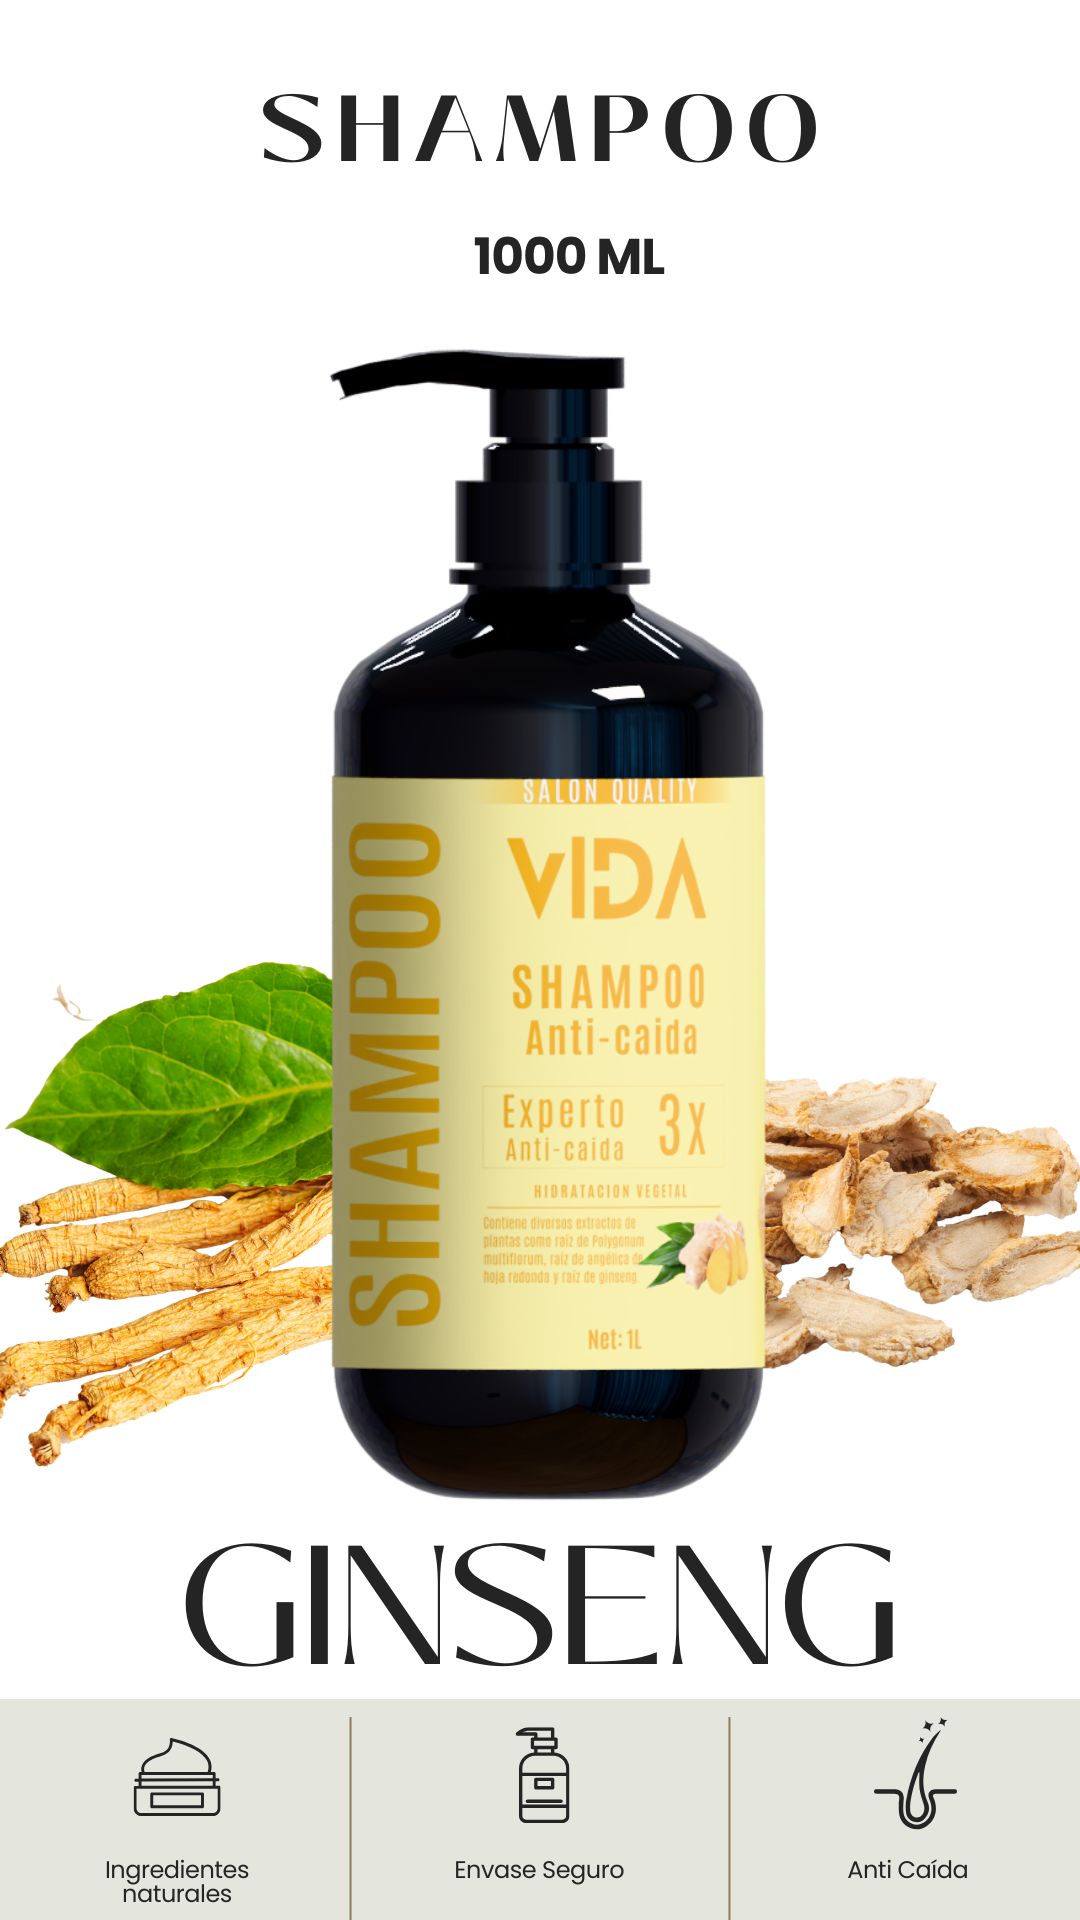 SHAMPOO
1000 ML
SALON QUALITY
VIDA
SHAMPOO
SHAMPOO
Anti-caida
Experto 3x
Anti-caida
HIDRATACION VEGETAL
Contiene diversos extractos de
plantas como raíz de Polygonum
multiflorum, raíz de angélica de
hoja redonda y raíz de ginseng
Net: 1L
GINSENG
Ingredientes
naturales
Envase Seguro
Anti Caída